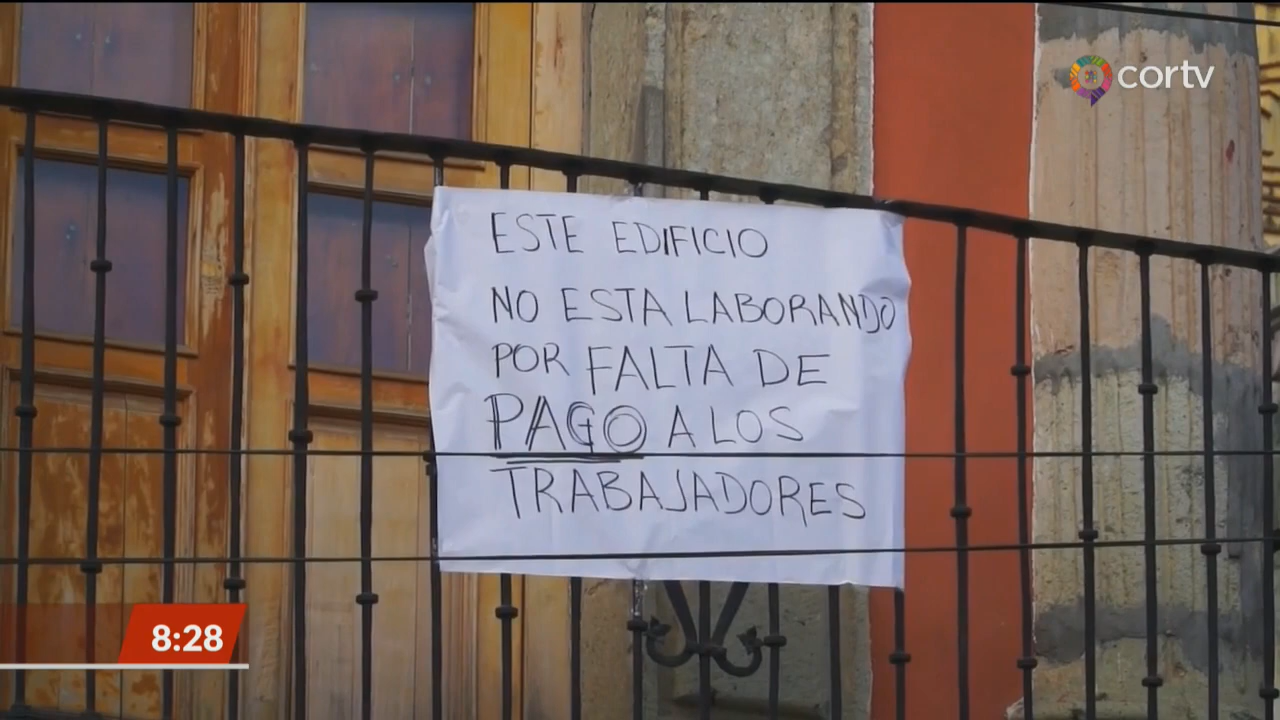 cortv
ESTE EDIFICIO
NO ESTA LABORANDO
POR FALTA DE
PAGO A LOS
TRABAJADORES
8:28